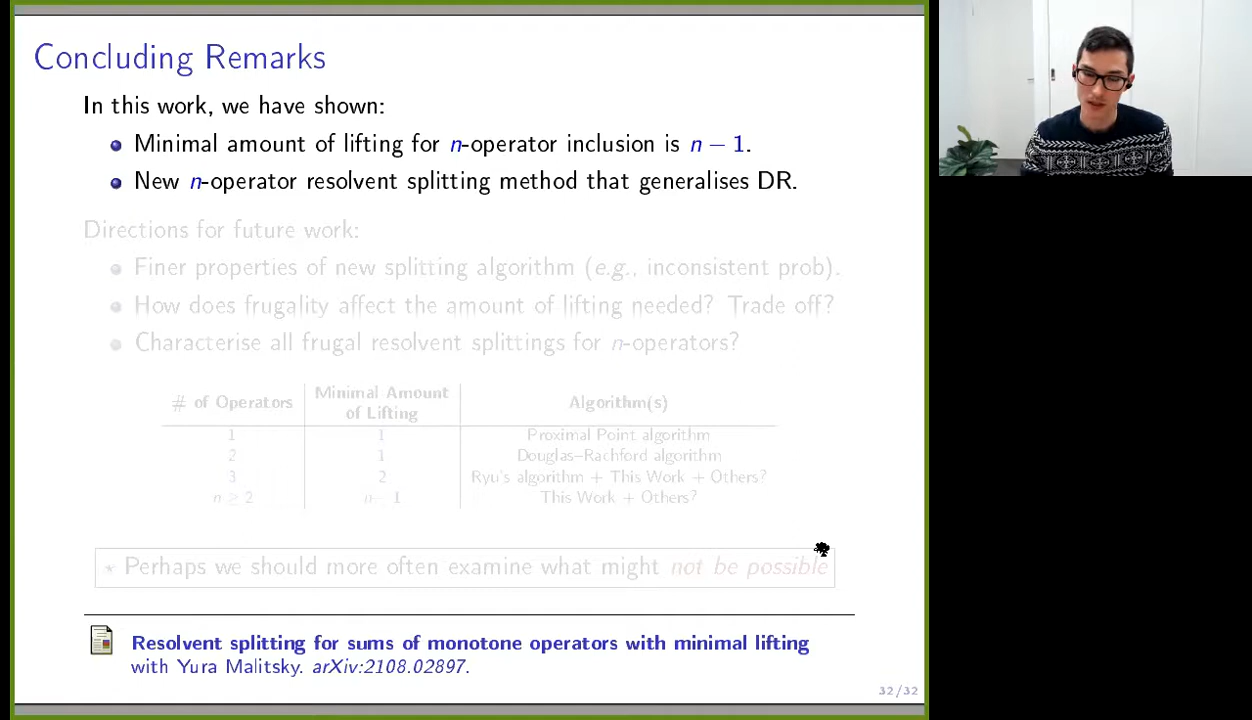 Concluding Remarks
In this work, we have shown:
Minimal amount of lifting for n-operator inclusion is n − 1.
New n-operator resolvent splitting method that generalises DR.
Directions for future work:
Finer properties of new splitting algorithm (e.g., inconsistent prob).
How does frugality affect the amount of lifting needed? Trade off?
Characterise all frugal resolvent splittings for n-operators?
# of Operators | Minimal Amount of Lifting | Algorithm(s)
1 | 1 | Proximal Point algorithm
2 | 1 | Douglas–Rachford algorithm
3 | 2 | Ryu's algorithm + This Work + Others?
n ≥ 2 | n − 1 | This Work + Others?
⋆ Perhaps we should more often examine what might not be possible
Resolvent splitting for sums of monotone operators with minimal lifting
with Yura Malitsky. arXiv:2108.02897.
32/32